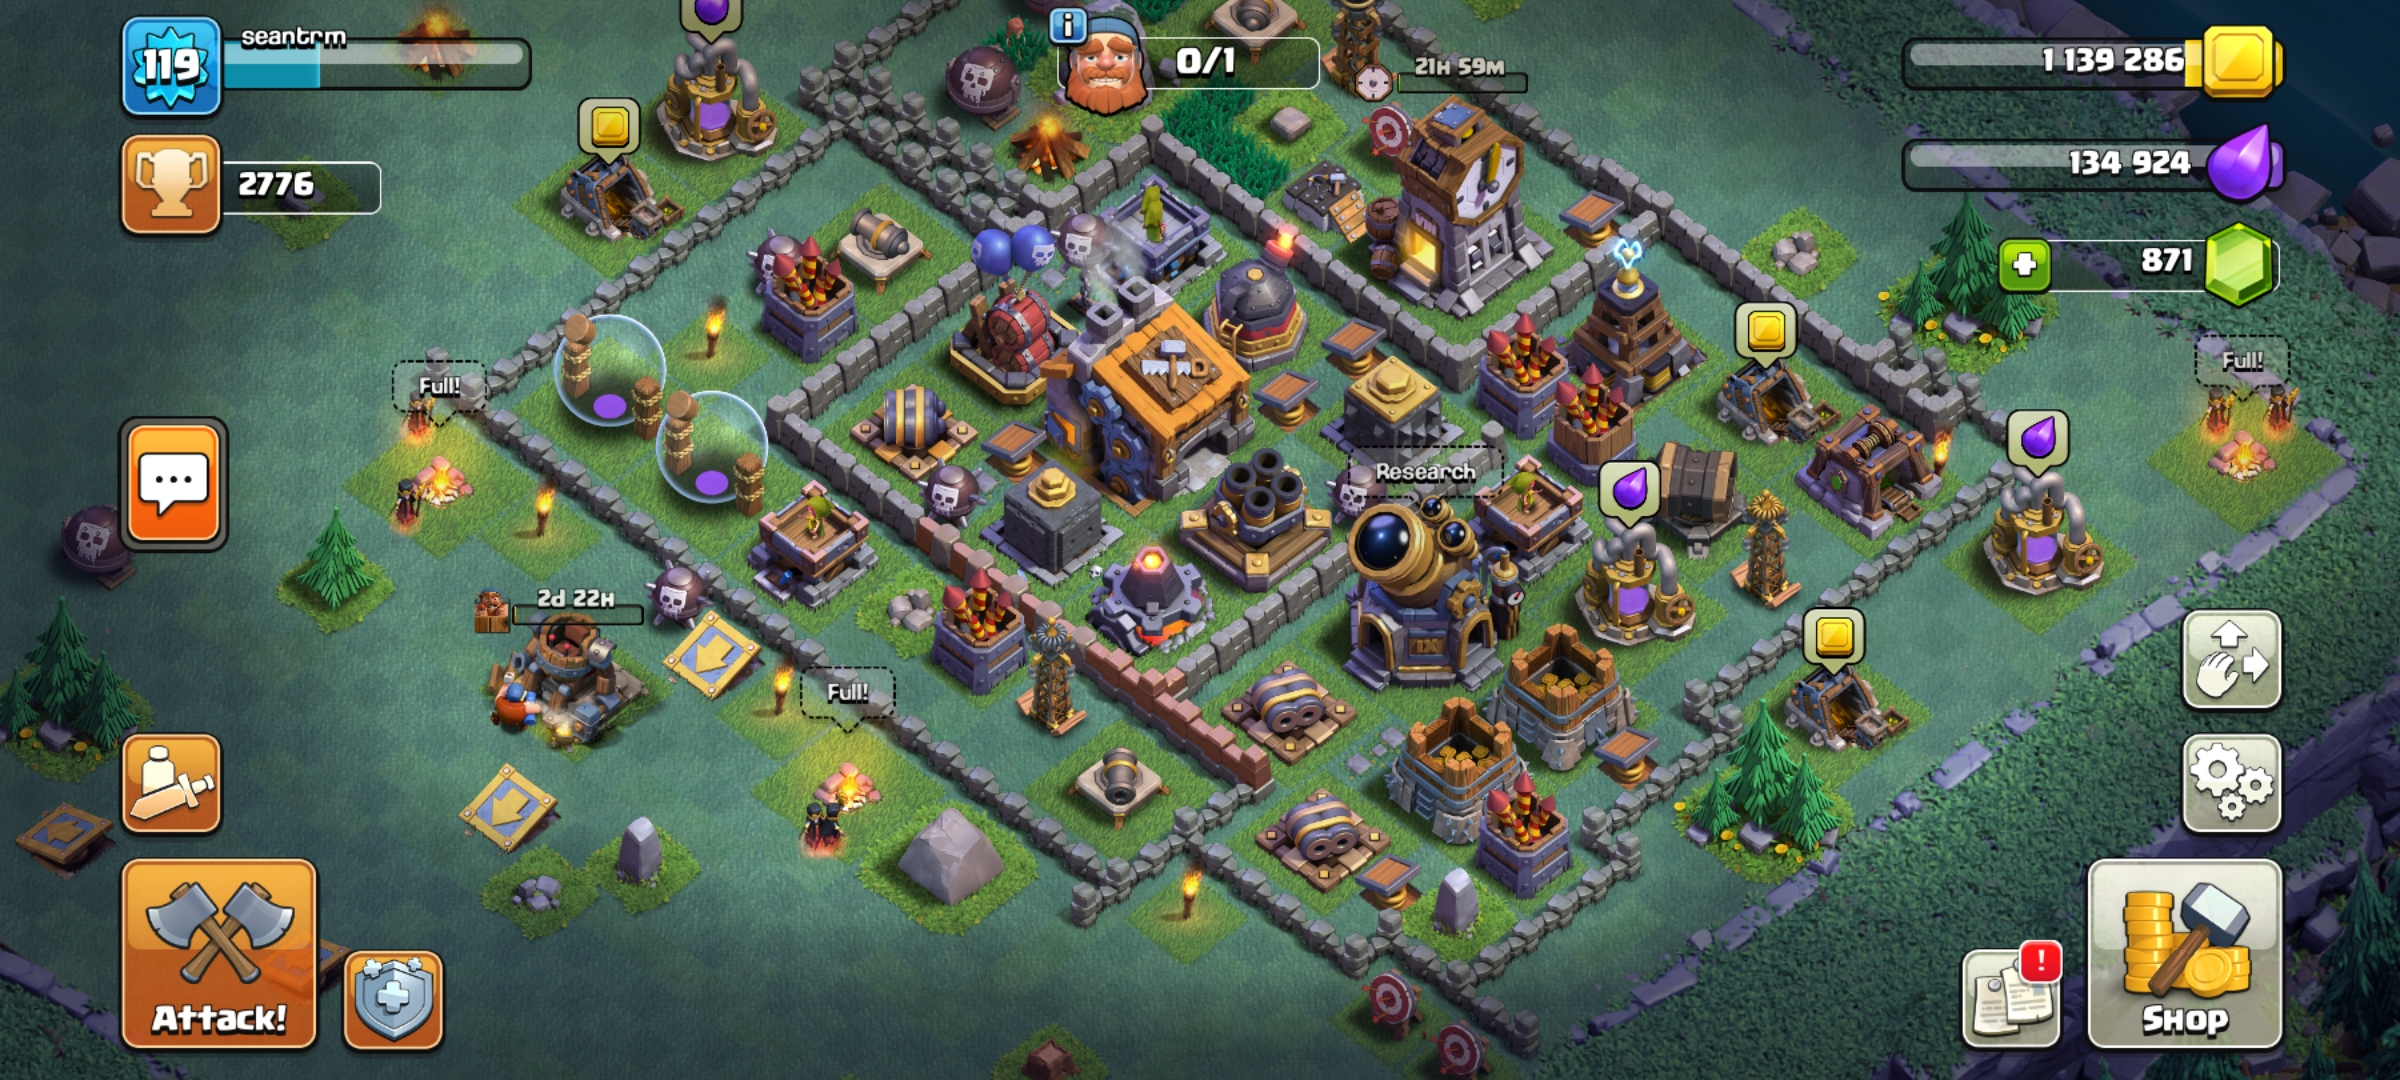 119
seantrm
2776
0/1
21H 59M
1 139 286
134 924
871
Full!
Full!
Research
2d 22H
Full!
IX
Attack!
!
Shop